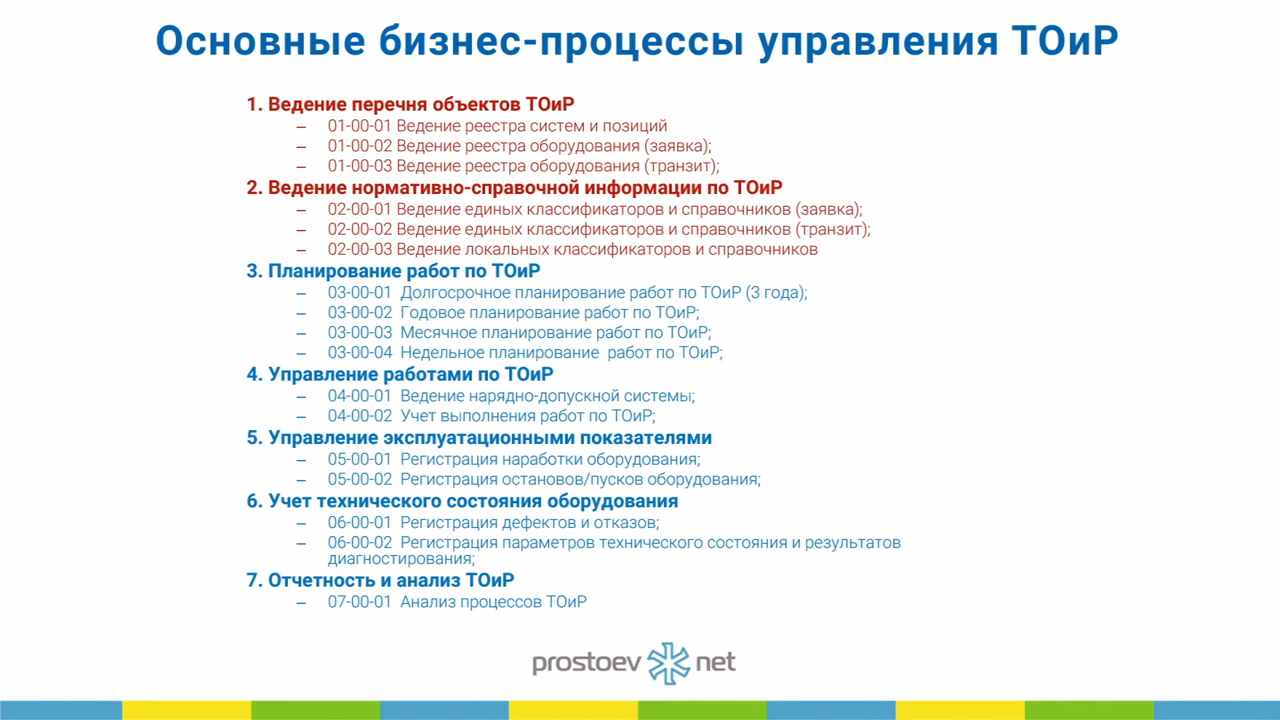 Основные бизнес-процессы управления ТОиР
1. Ведение перечня объектов ТОиР
– 01-00-01 Ведение реестра систем и позиций
– 01-00-02 Ведение реестра оборудования (заявка);
– 01-00-03 Ведение реестра оборудования (транзит);
2. Ведение нормативно-справочной информации по ТОиР
– 02-00-01 Ведение единых классификаторов и справочников (заявка);
– 02-00-02 Ведение единых классификаторов и справочников (транзит);
– 02-00-03 Ведение локальных классификаторов и справочников
3. Планирование работ по ТОиР
– 03-00-01 Долгосрочное планирование работ по ТОиР (3 года);
– 03-00-02 Годовое планирование работ по ТОиР;
– 03-00-03 Месячное планирование работ по ТОиР;
– 03-00-04 Недельное планирование работ по ТОиР;
4. Управление работами по ТОиР
– 04-00-01 Ведение нарядно-допускной системы;
– 04-00-02 Учет выполнения работ по ТОиР;
5. Управление эксплуатационными показателями
– 05-00-01 Регистрация наработки оборудования;
– 05-00-02 Регистрация остановов/пусков оборудования;
6. Учет технического состояния оборудования
– 06-00-01 Регистрация дефектов и отказов;
– 06-00-02 Регистрация параметров технического состояния и результатов
диагностирования;
7. Отчетность и анализ ТОиР
– 07-00-01 Анализ процессов ТОиР
prostoev net